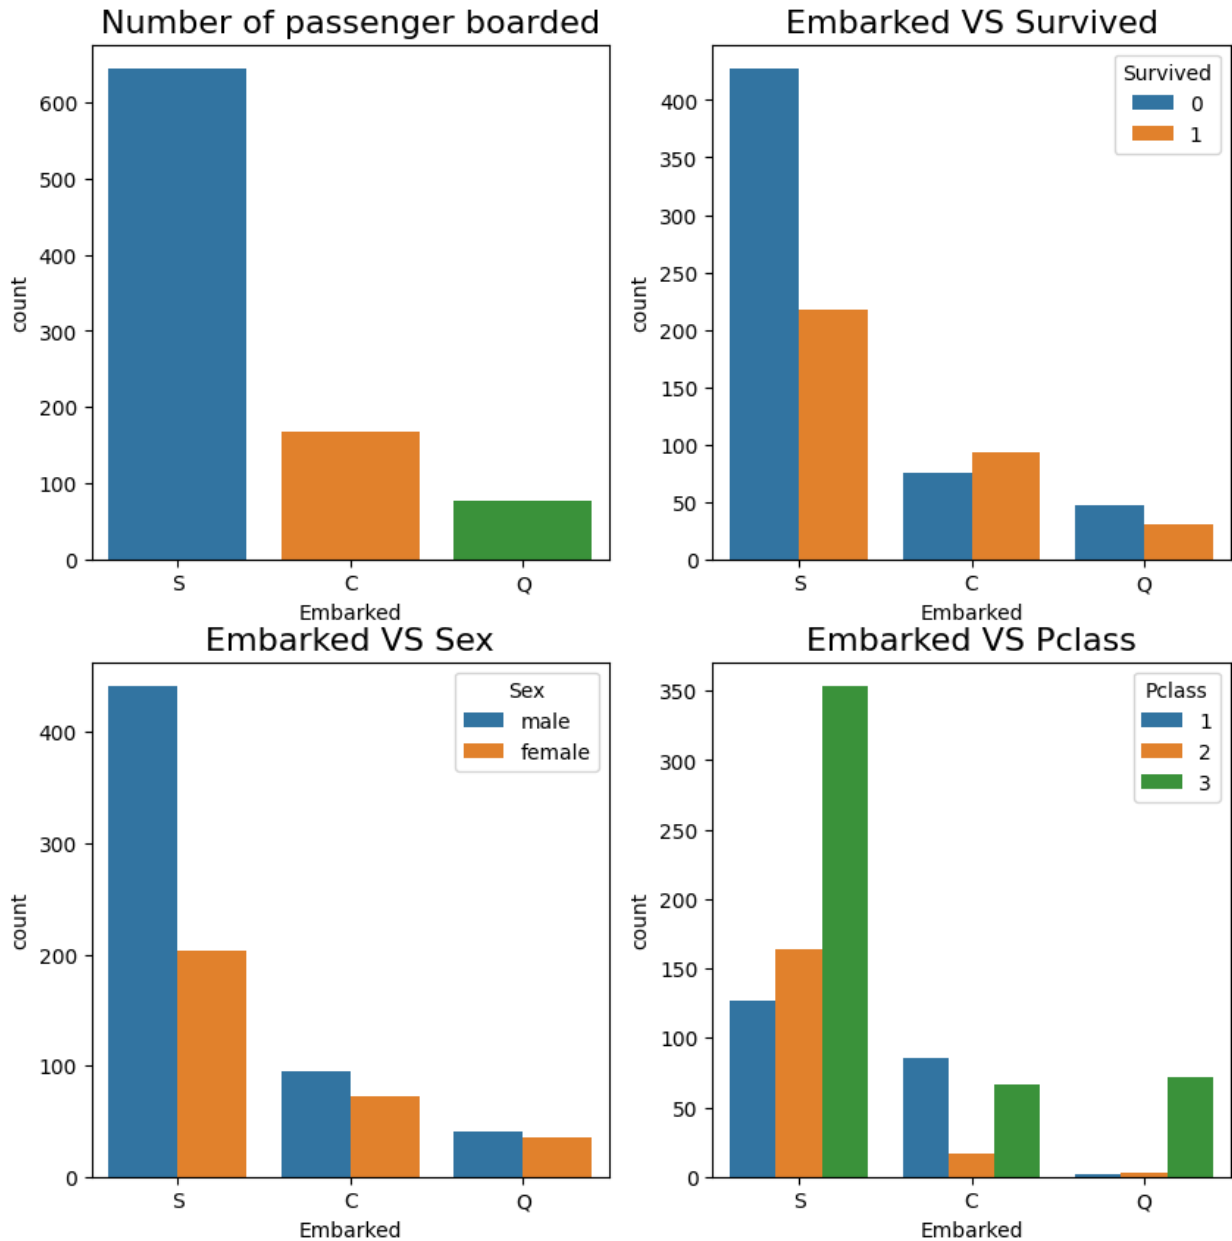 Number of passenger boarded
600
500
400
300
200
100
0
count
S C Q
Embarked
Embarked VS Survived
Survived
0
1
400
350
300
250
200
150
100
50
0
count
S C Q
Embarked
Embarked VS Sex
Sex
male
female
400
300
200
100
0
count
S C Q
Embarked
Embarked VS Pclass
Pclass
1
2
3
350
300
250
200
150
100
50
0
count
S C Q
Embarked